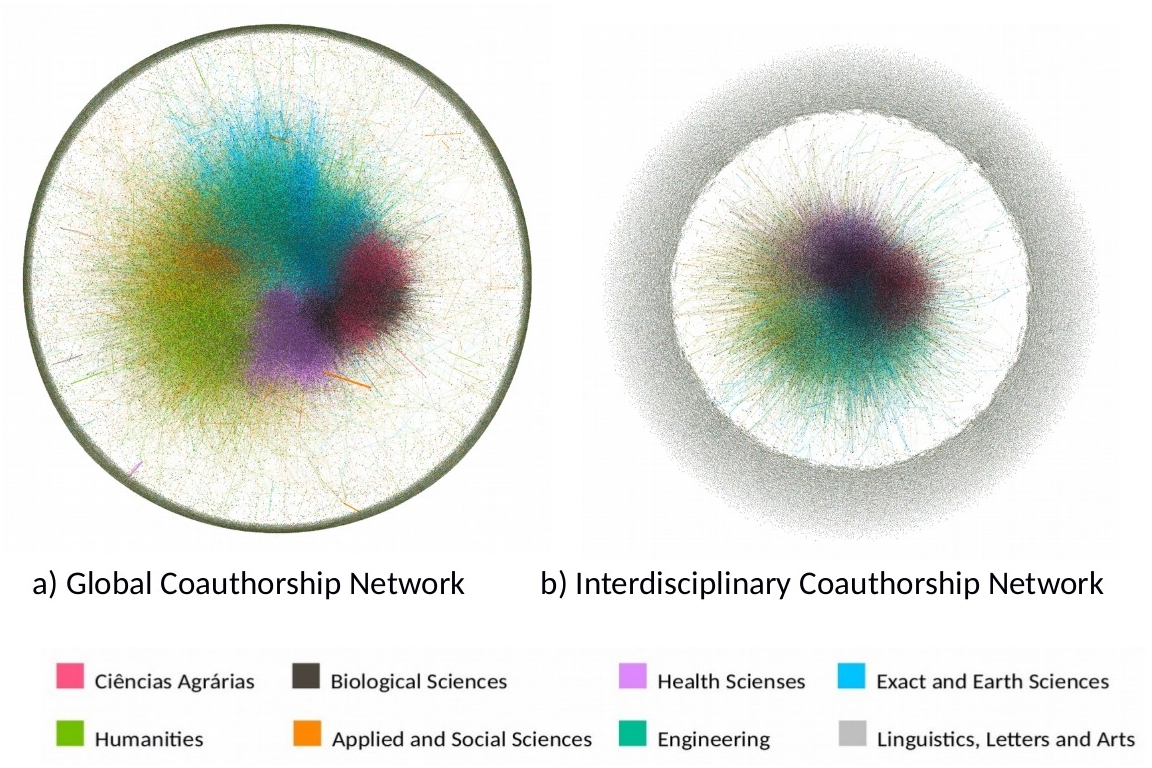 a) Global Coauthorship Network
b) Interdisciplinary Coauthorship Network
Ciências Agrárias
Biological Sciences
Health Scienses
Exact and Earth Sciences
Humanities
Applied and Social Sciences
Engineering
Linguistics, Letters and Arts